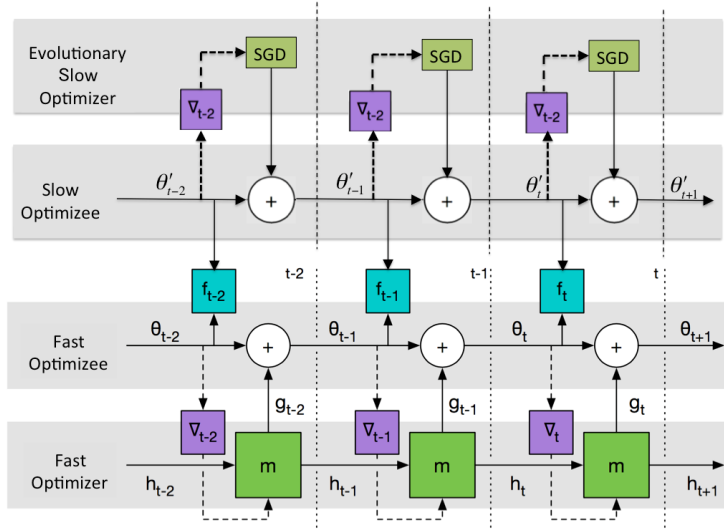 Evolutionary
Slow
Optimizer
SGD
SGD
SGD
∇t-2
∇t-2
∇t-2
Slow
Optimizee
θ′t−2
+
θ′t−1
+
θ′t
+
θ′t+1
t-2
t-1
t
ft-2
ft-1
ft
Fast
Optimizee
θt-2
+
θt-1
+
θt
+
θt+1
gt-2
gt-1
gt
∇t-2
∇t-1
∇t
Fast
Optimizer
m
m
m
ht-2
ht-1
ht
ht+1